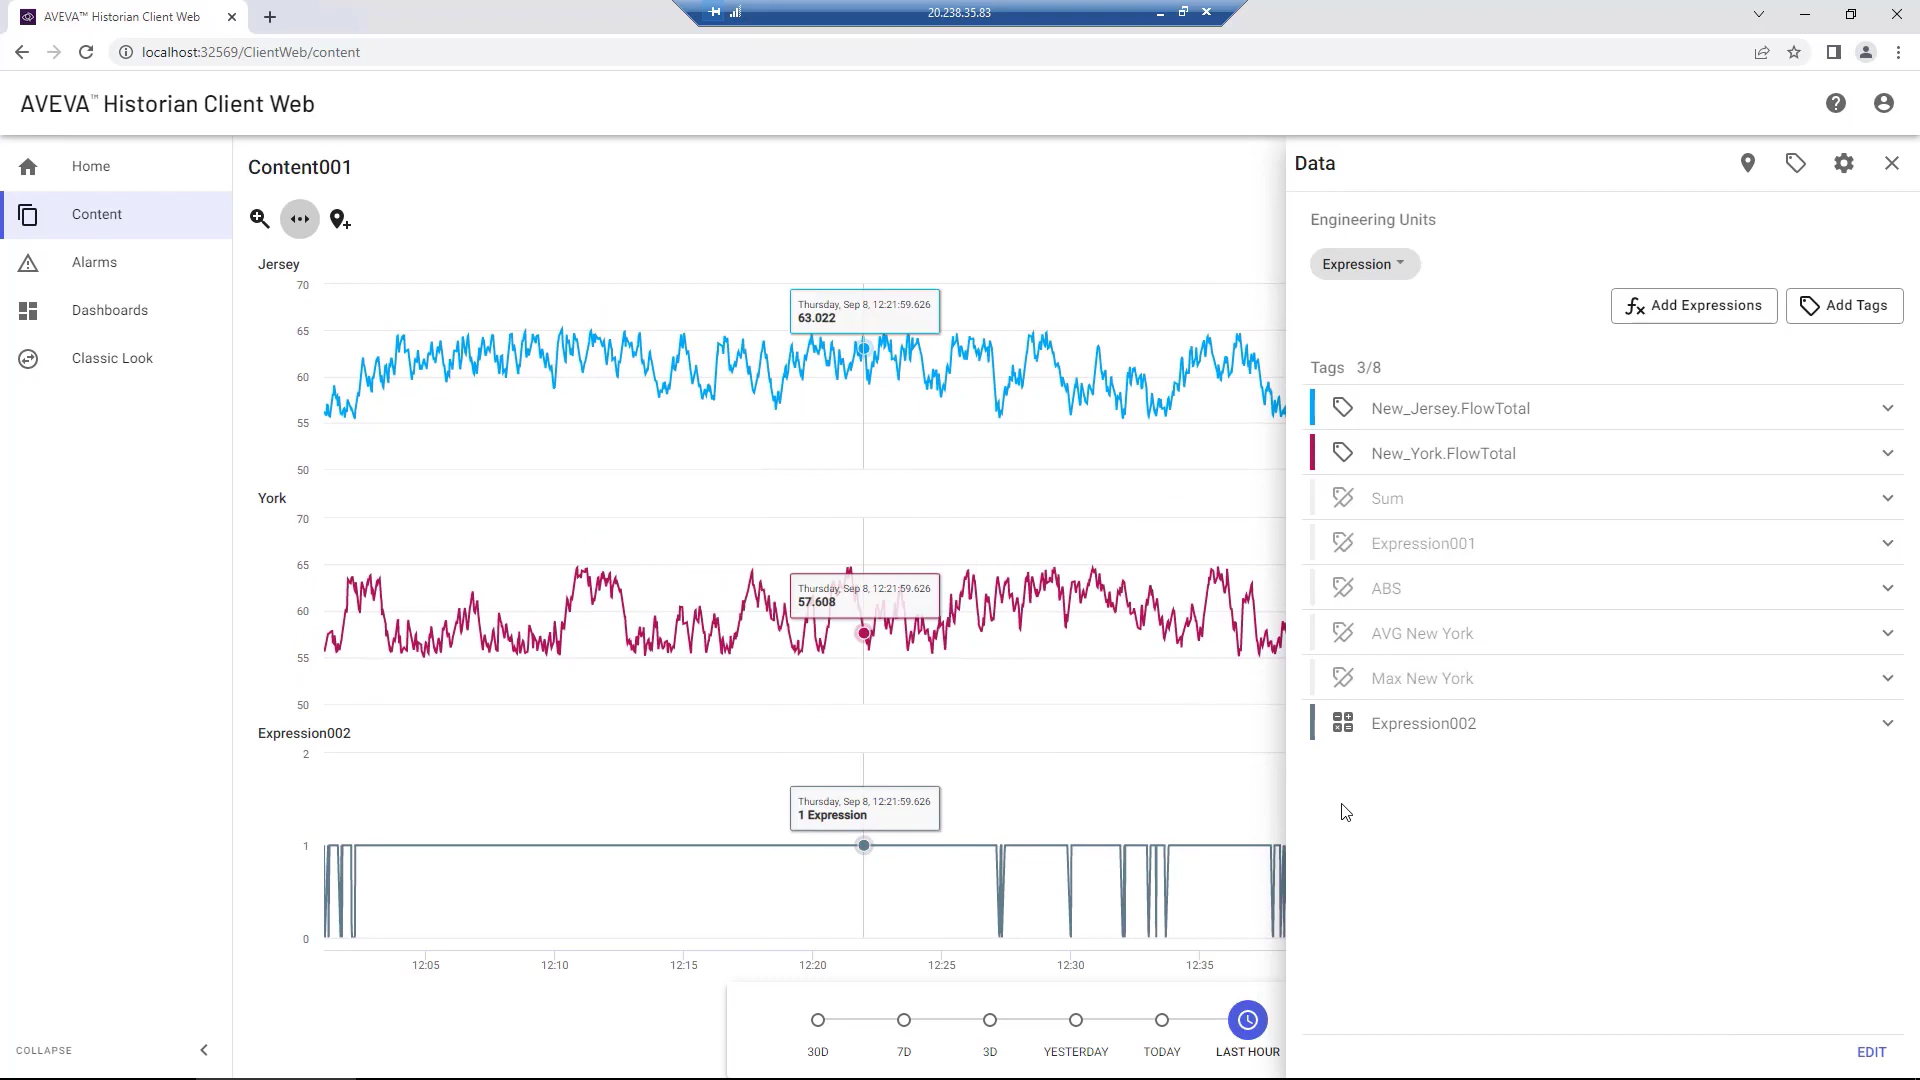 AVEVA™ Historian Client Web
20.238.35.83
localhost:32569/ClientWeb/content
AVEVA™ Historian Client Web
Home
Content
Alarms
Dashboards
Classic Look
COLLAPSE
Content001
Jersey
70
65
60
55
50
Thursday, Sep 8, 12:21:59.626
63.022
York
70
65
60
55
50
Thursday, Sep 8, 12:21:59.626
57.608
Expression002
2
1
0
Thursday, Sep 8, 12:21:59.626
1 Expression
12:05 12:10 12:15 12:20 12:25 12:30 12:35
30D 7D 3D YESTERDAY TODAY LAST HOUR
Data
Engineering Units
Expression
Add Expressions
Add Tags
Tags 3/8
New_Jersey.FlowTotal
New_York.FlowTotal
Sum
Expression001
ABS
AVG New York
Max New York
Expression002
EDIT